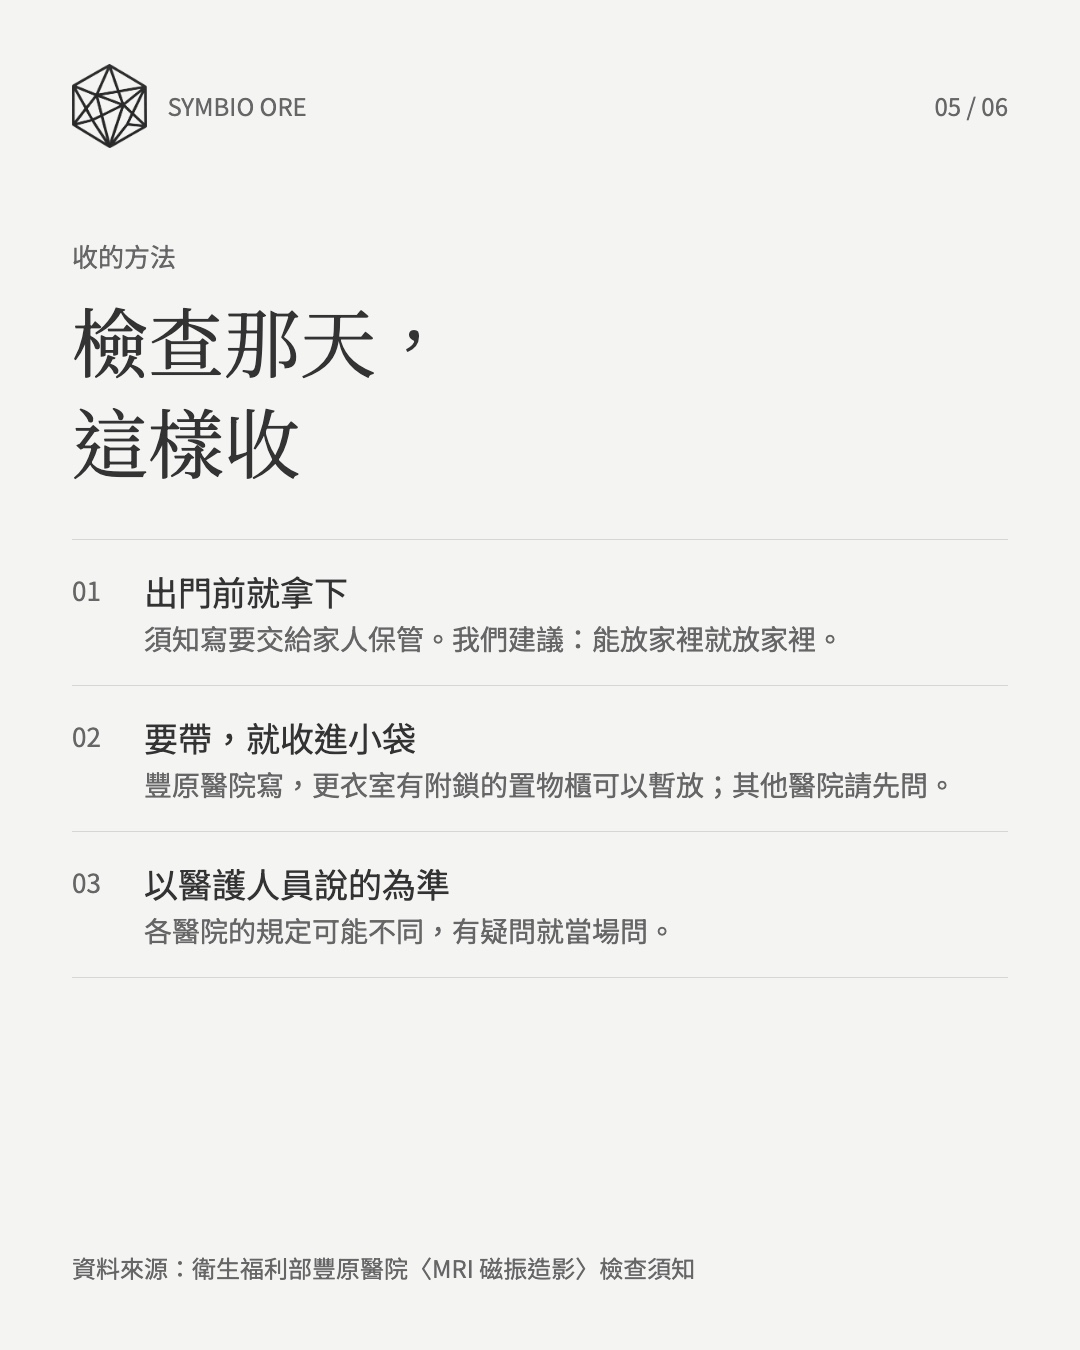 SYMBIO ORE
05 / 06
收的方法
檢查那天，
這樣收
01 出門前就拿下
須知寫要交給家人保管。我們建議：能放家裡就放家裡。
02 要帶，就收進小袋
豐原醫院寫，更衣室有附鎖的置物櫃可以暫放；其他醫院請先問。
03 以醫護人員說的為準
各醫院的規定可能不同，有疑問就當場問。
資料來源：衛生福利部豐原醫院〈MRI 磁振造影〉檢查須知